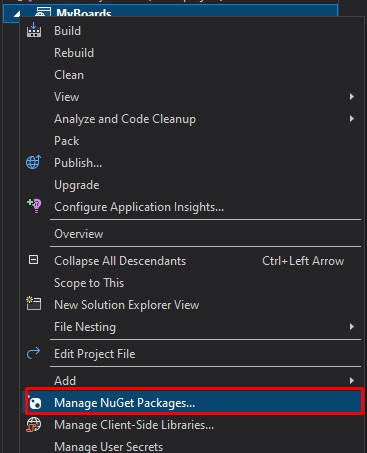 MyBoards
Build
Rebuild
Clean
View
Analyze and Code Cleanup
Pack
Publish...
Upgrade
Configure Application Insights...
Overview
Collapse All Descendants Ctrl+Left Arrow
Scope to This
New Solution Explorer View
File Nesting
Edit Project File
Add
Manage NuGet Packages...
Manage Client-Side Libraries...
Manage User Secrets